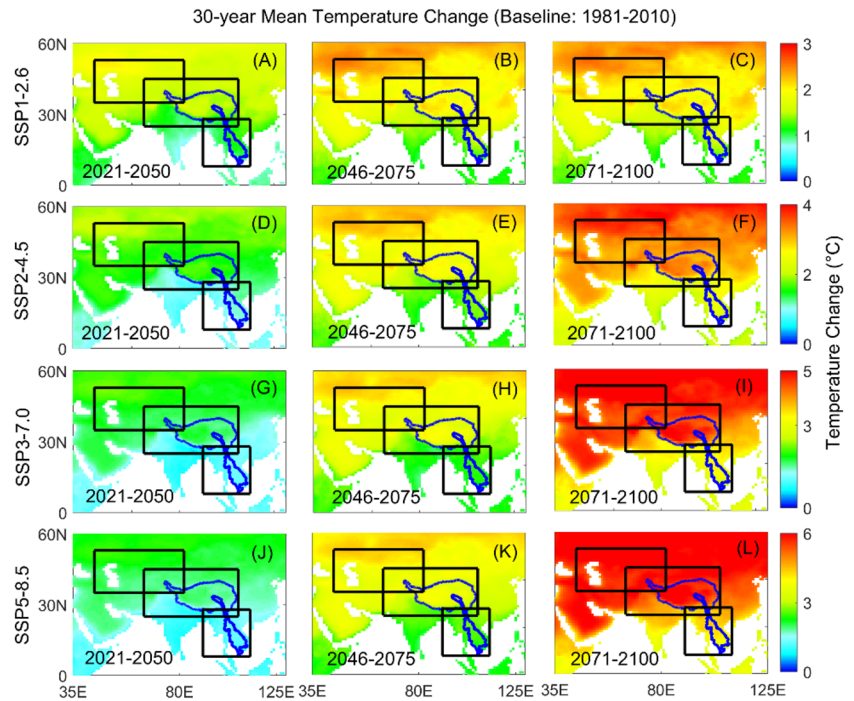 30-year Mean Temperature Change (Baseline: 1981-2010)
60N (A) (B) (C) 3
SSP1-2.6 30N 2
1
2021-2050 2046-2075 2071-2100
0 0
60N (D) (E) (F) 4
SSP2-4.5 30N 2
2021-2050 2046-2075 2071-2100
0 0
Temperature Change (°C)
60N (G) (H) (I) 5
SSP3-7.0 30N 3
2
2021-2050 2046-2075 2071-2100
0 0
60N (J) (K) (L) 6
SSP5-8.5 30N 3
2021-2050 2046-2075 2071-2100
0 0
35E 80E 125E 35E 80E 125E 35E 80E 125E